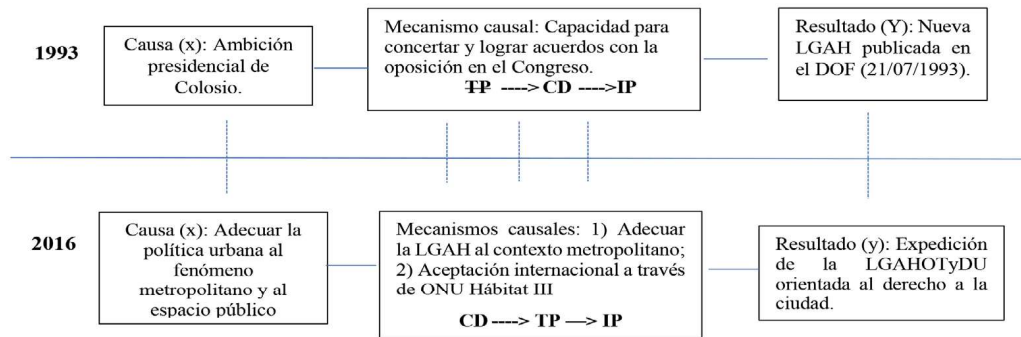 1993
Causa (x): Ambición
presidencial de
Colosio.
Mecanismo causal: Capacidad para
concertar y lograr acuerdos con la
oposición en el Congreso.
TP ----> CD ---->IP
Resultado (Y): Nueva
LGAH publicada en
el DOF (21/07/1993).
2016
Causa (x): Adecuar la
política urbana al
fenómeno
metropolitano y al
espacio público
Mecanismos causales: 1) Adecuar
la LGAH al contexto metropolitano;
2) Aceptación internacional a través
de ONU Hábitat III
CD ----> TP —> IP
Resultado (y): Expedición
de la LGAHOTyDU
orientada al derecho a la
ciudad.